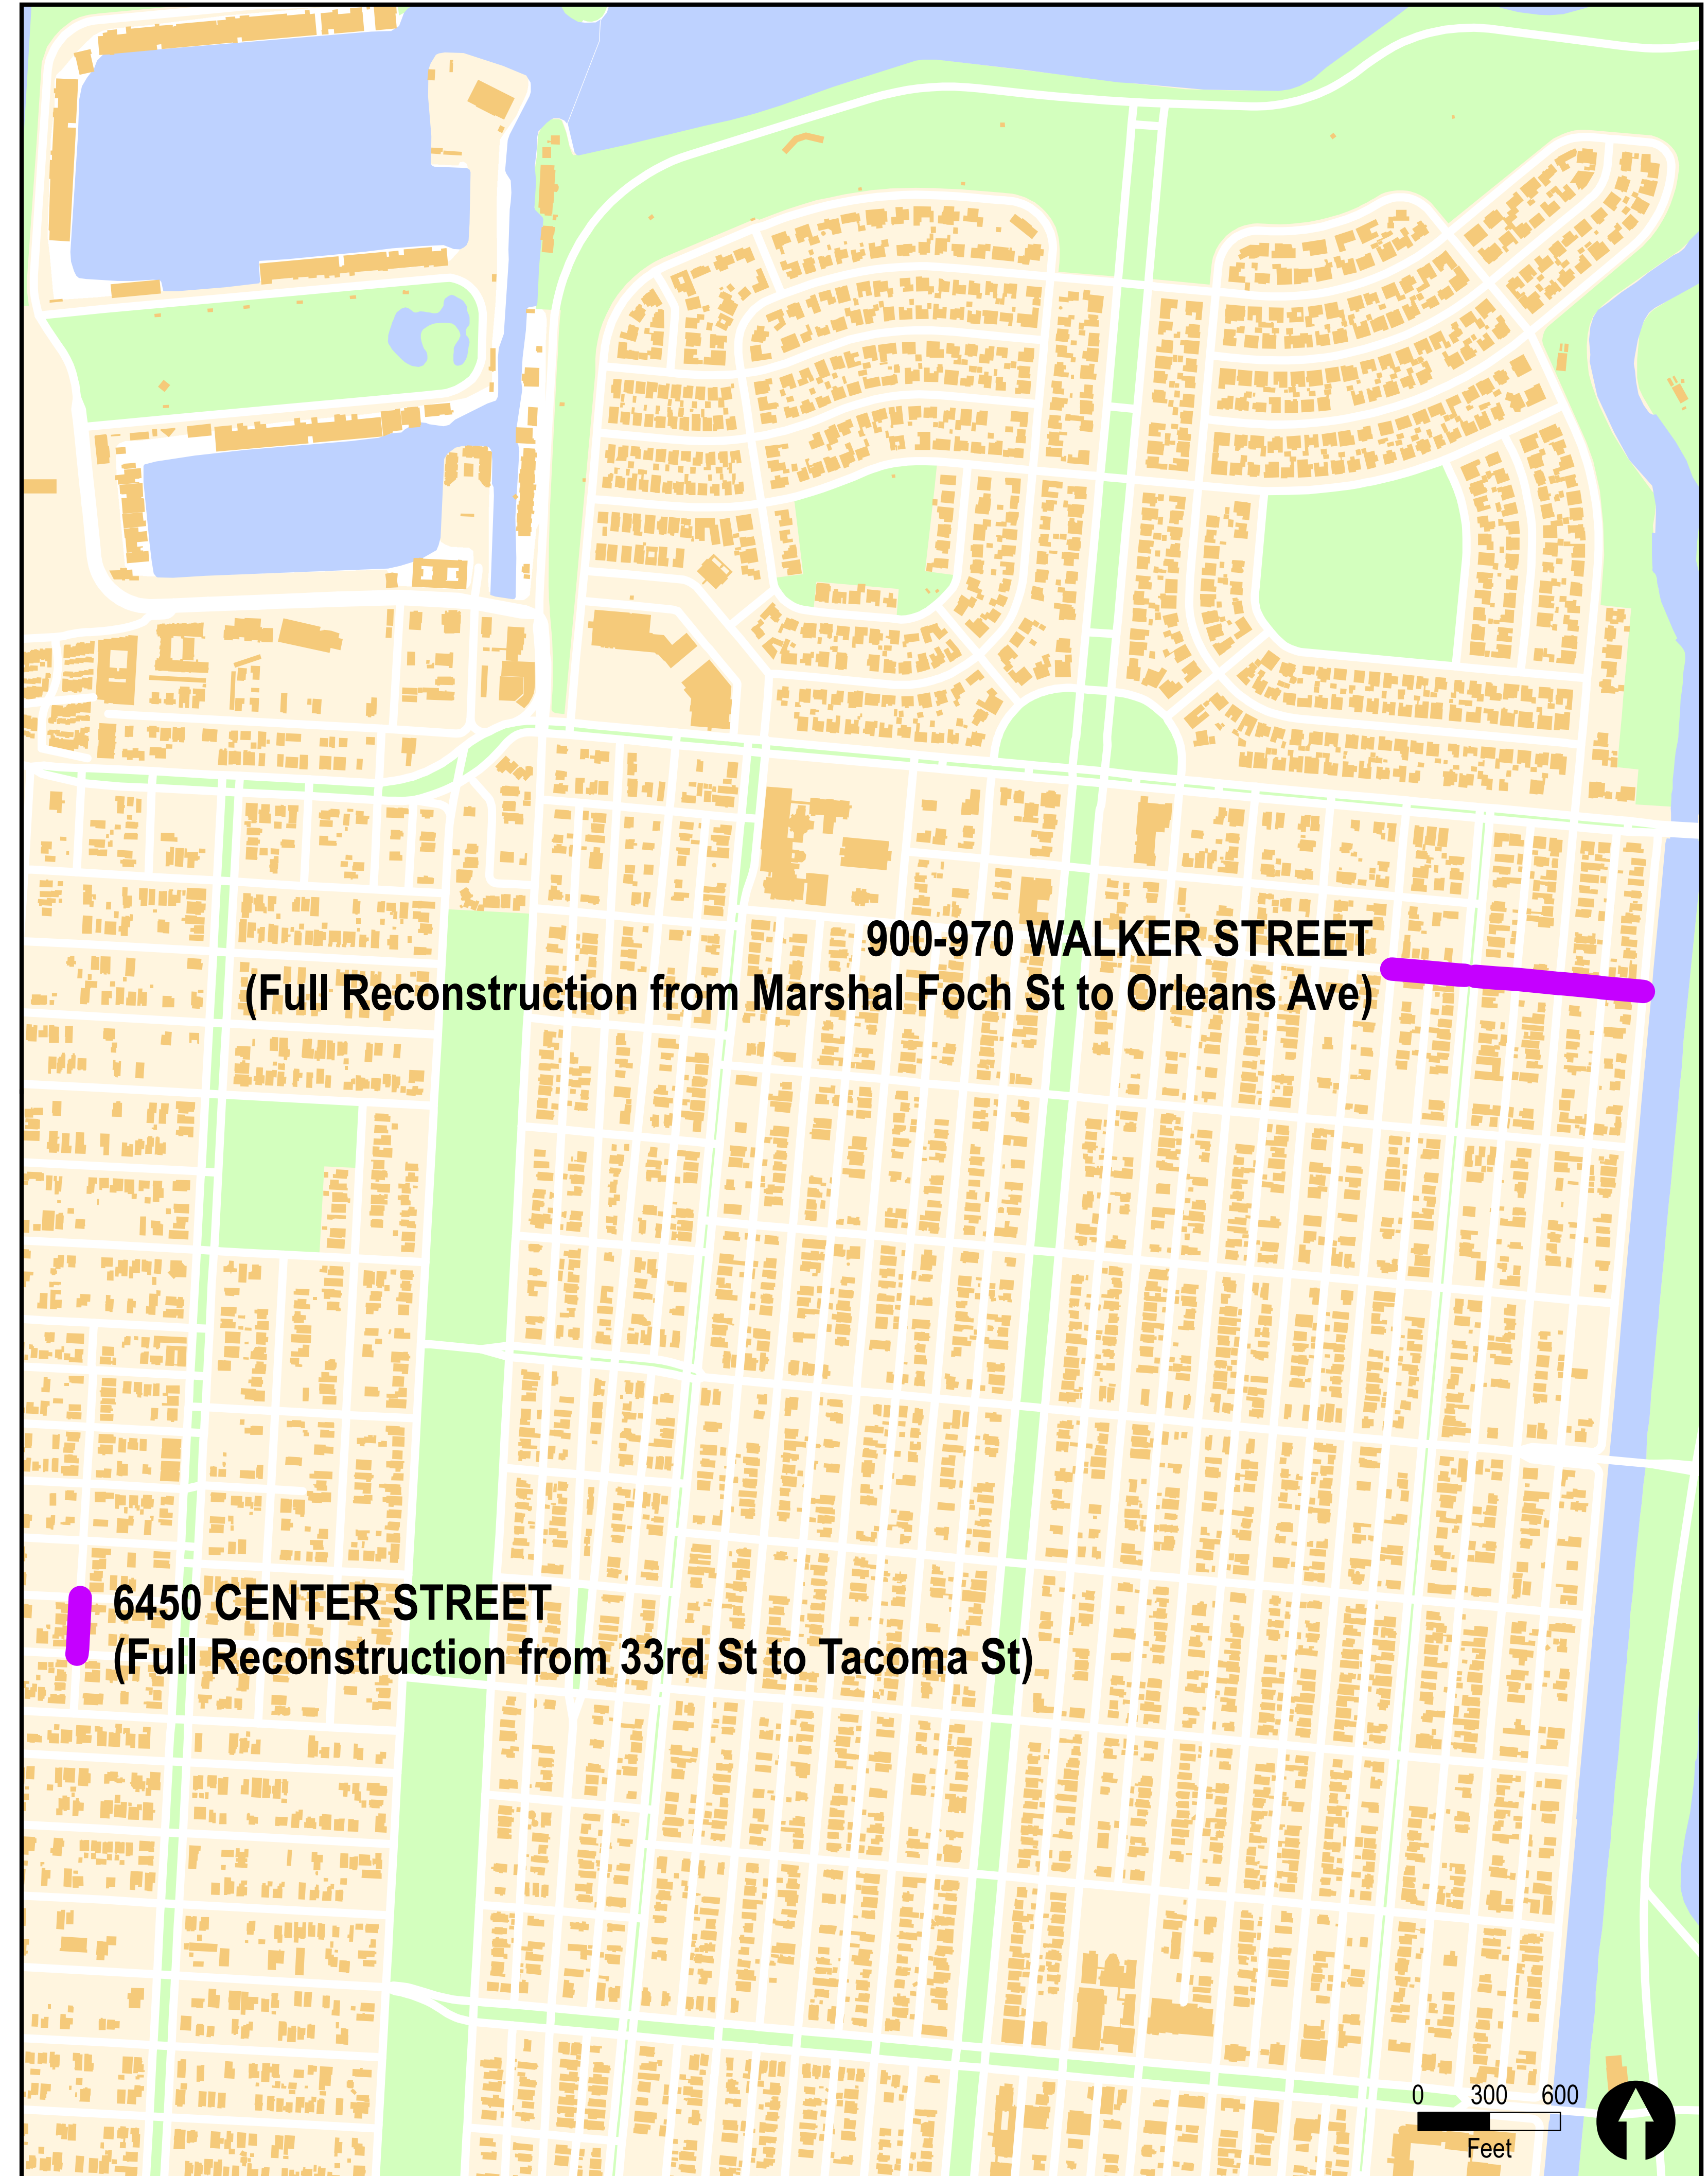 900-970 WALKER STREET
(Full Reconstruction from Marshal Foch St to Orleans Ave)
6450 CENTER STREET
(Full Reconstruction from 33rd St to Tacoma St)
0 300 600
Feet